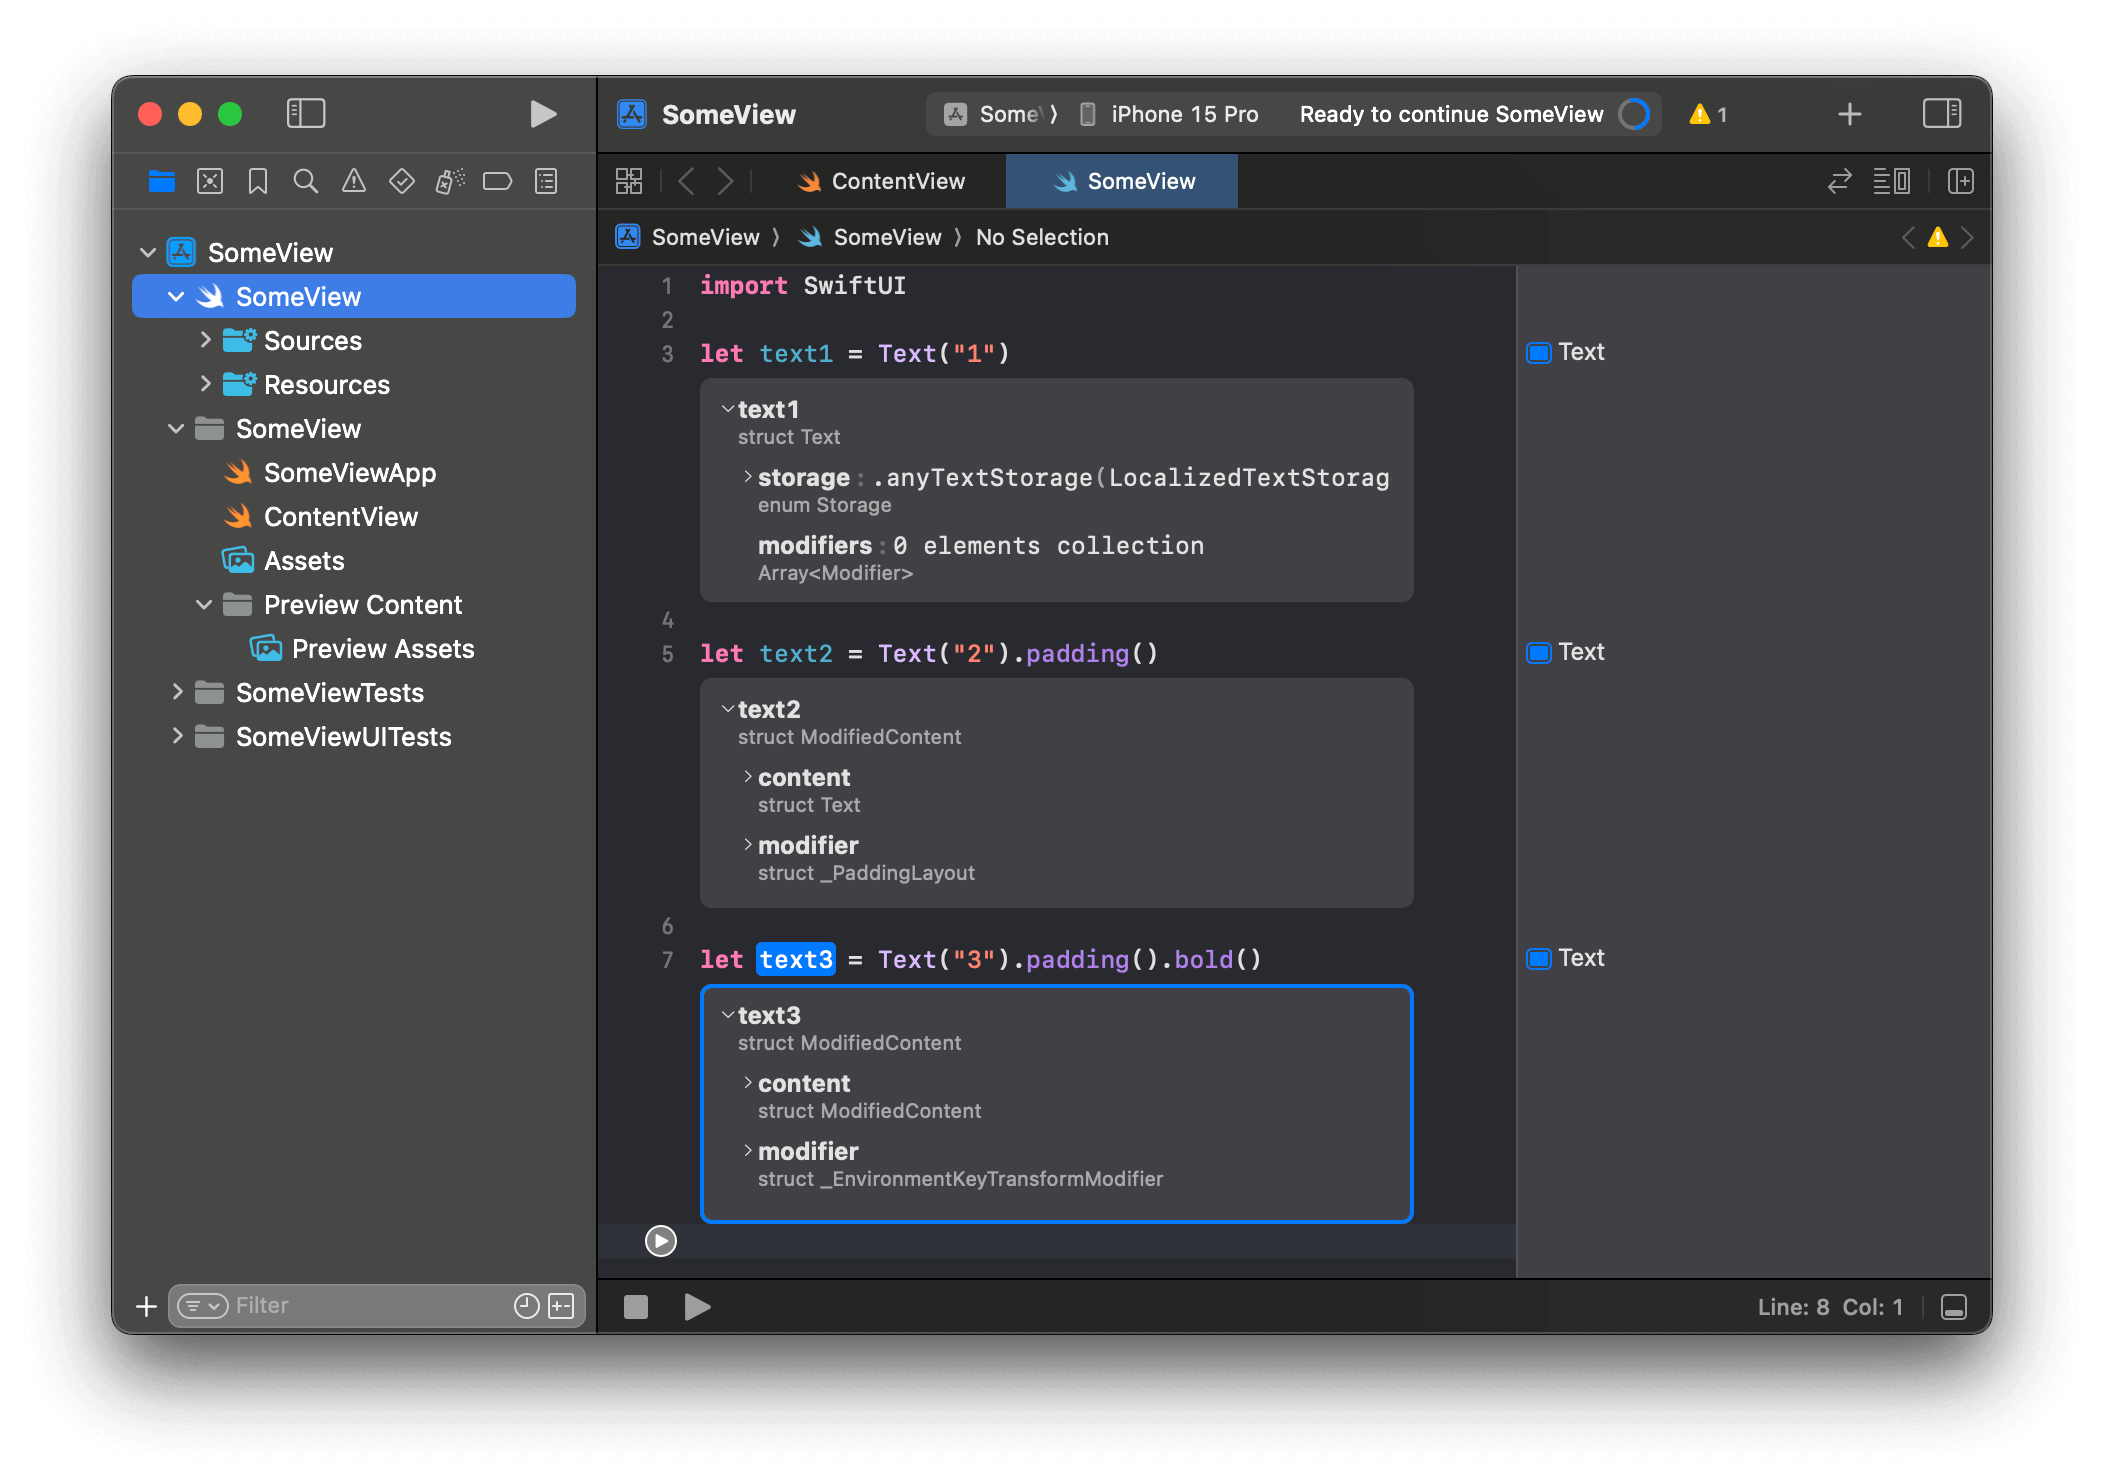 SomeView
Some
iPhone 15 Pro
Ready to continue SomeView
1
ContentView
SomeView
SomeView
SomeView
No Selection
SomeView
SomeView
Sources
Resources
SomeView
SomeViewApp
ContentView
Assets
Preview Content
Preview Assets
SomeViewTests
SomeViewUITests
Filter
1 import SwiftUI
2
3 let text1 = Text("1")
text1
struct Text
storage : .anyTextStorage(LocalizedTextStorag
enum Storage
modifiers : 0 elements collection
Array<Modifier>
4
5 let text2 = Text("2").padding()
text2
struct ModifiedContent
content
struct Text
modifier
struct _PaddingLayout
6
7 let text3 = Text("3").padding().bold()
text3
struct ModifiedContent
content
struct ModifiedContent
modifier
struct _EnvironmentKeyTransformModifier
Text
Text
Text
Line: 8 Col: 1